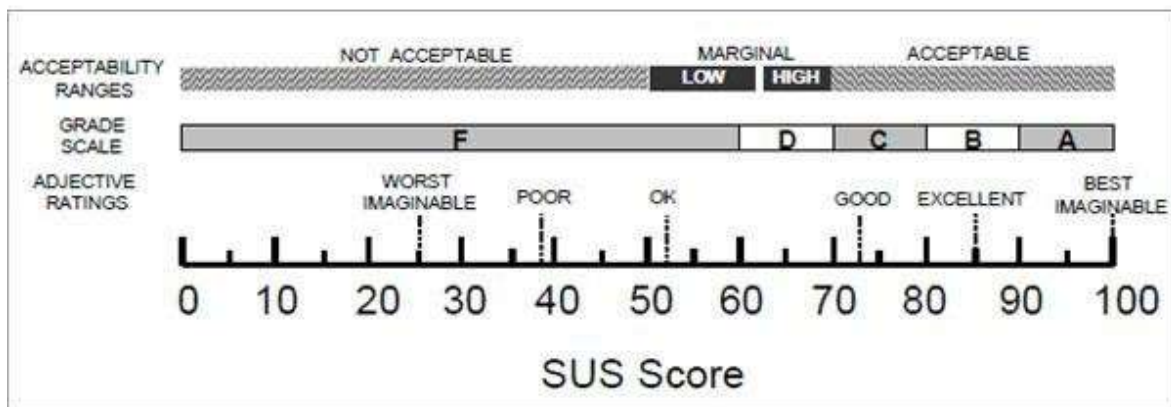 NOT ACCEPTABLE MARGINAL ACCEPTABLE
ACCEPTABILITY
RANGES
LOW HIGH
GRADE
SCALE
F D C B A
ADJECTIVE
RATINGS
WORST
IMAGINABLE
POOR
OK
GOOD
EXCELLENT
BEST
IMAGINABLE
0 10 20 30 40 50 60 70 80 90 100
SUS Score